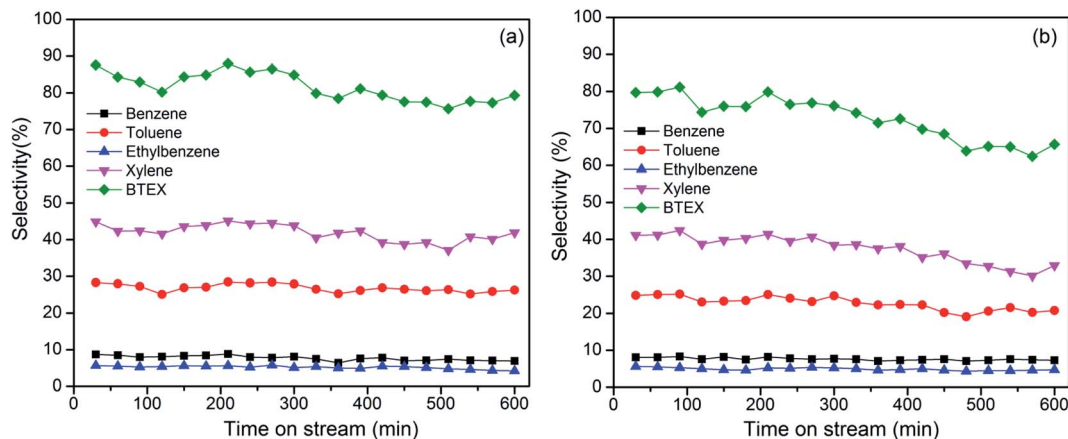 100
90
80
70
60
50
40
30
20
10
0
Selectivity(%)
(a)
Benzene
Toluene
Ethylbenzene
Xylene
BTEX
0 100 200 300 400 500 600
Time on stream (min)
100
90
80
70
60
50
40
30
20
10
0
Selectivity (%)
(b)
Benzene
Toluene
Ethylbenzene
Xylene
BTEX
0 100 200 300 400 500 600
Time on stream (min)